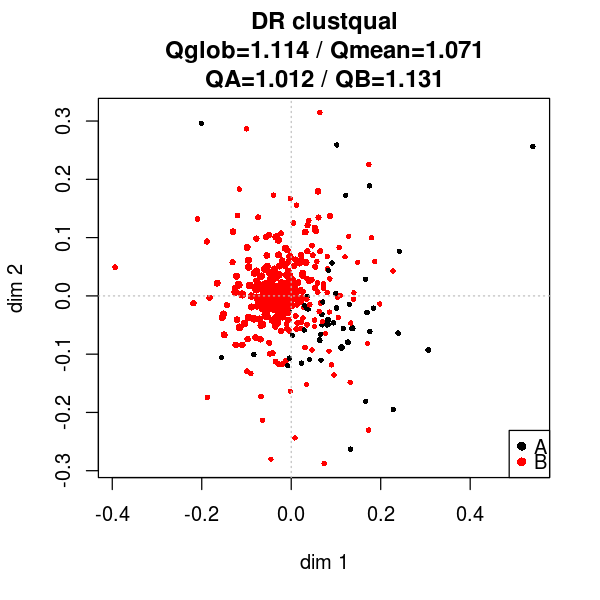 DR clustqual
Qglob=1.114 / Qmean=1.071
QA=1.012 / QB=1.131
0.3
0.2
0.1
0.0
-0.1
-0.2
-0.3
dim 2
A
B
-0.4
-0.2
0.0
0.2
0.4
dim 1